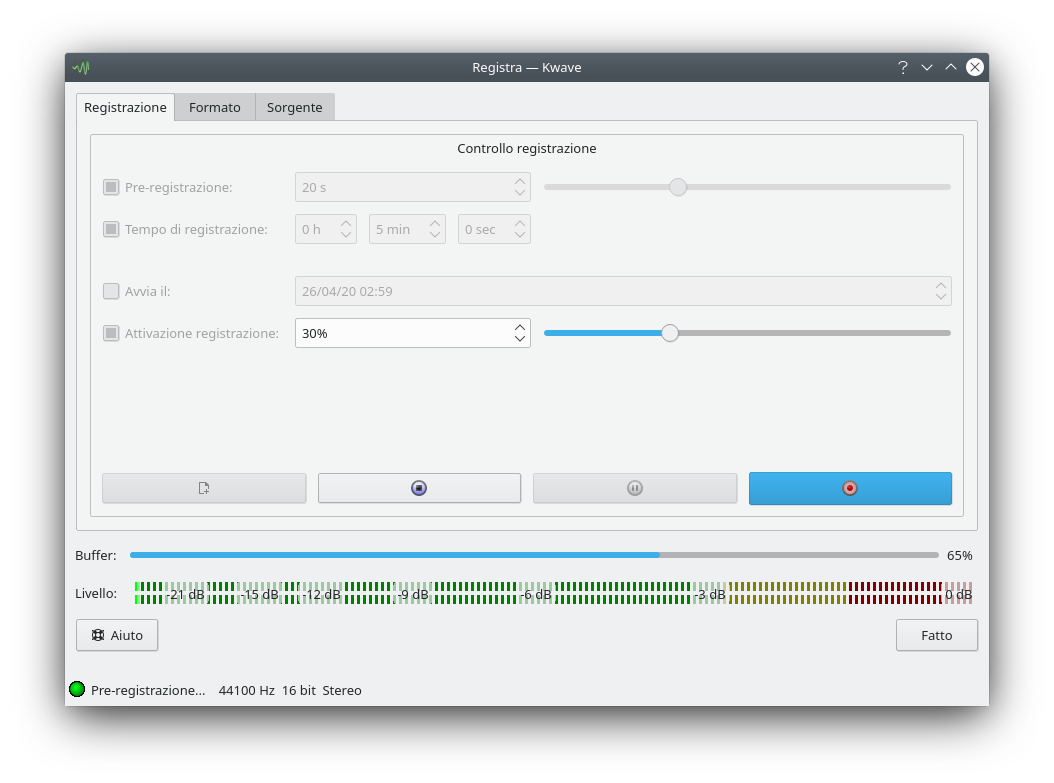 Registra — Kwave
Registrazione Formato Sorgente
Controllo registrazione
Pre-registrazione: 20 s
Tempo di registrazione: 0 h 5 min 0 sec
Avvia il: 26/04/20 02:59
Attivazione registrazione: 30%
Buffer: 65%
Livello: -21 dB -15 dB -12 dB -9 dB -6 dB -3 dB 0 dB
Aiuto Fatto
Pre-registrazione... 44100 Hz 16 bit Stereo